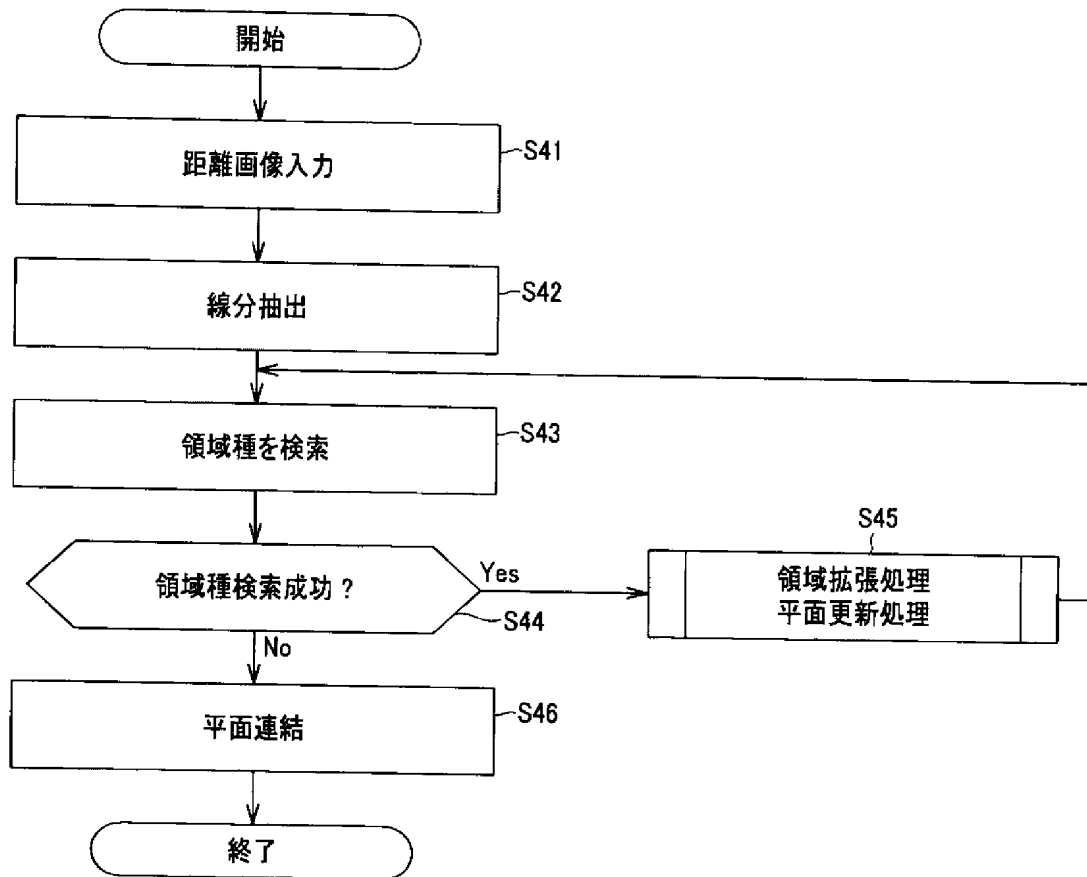 開始
距離画像入力
S41
線分抽出
S42
領域種を検索
S43
領域種検索成功？
Yes
S44
No
S45
領域拡張処理
平面更新処理
平面連結
S46
終了